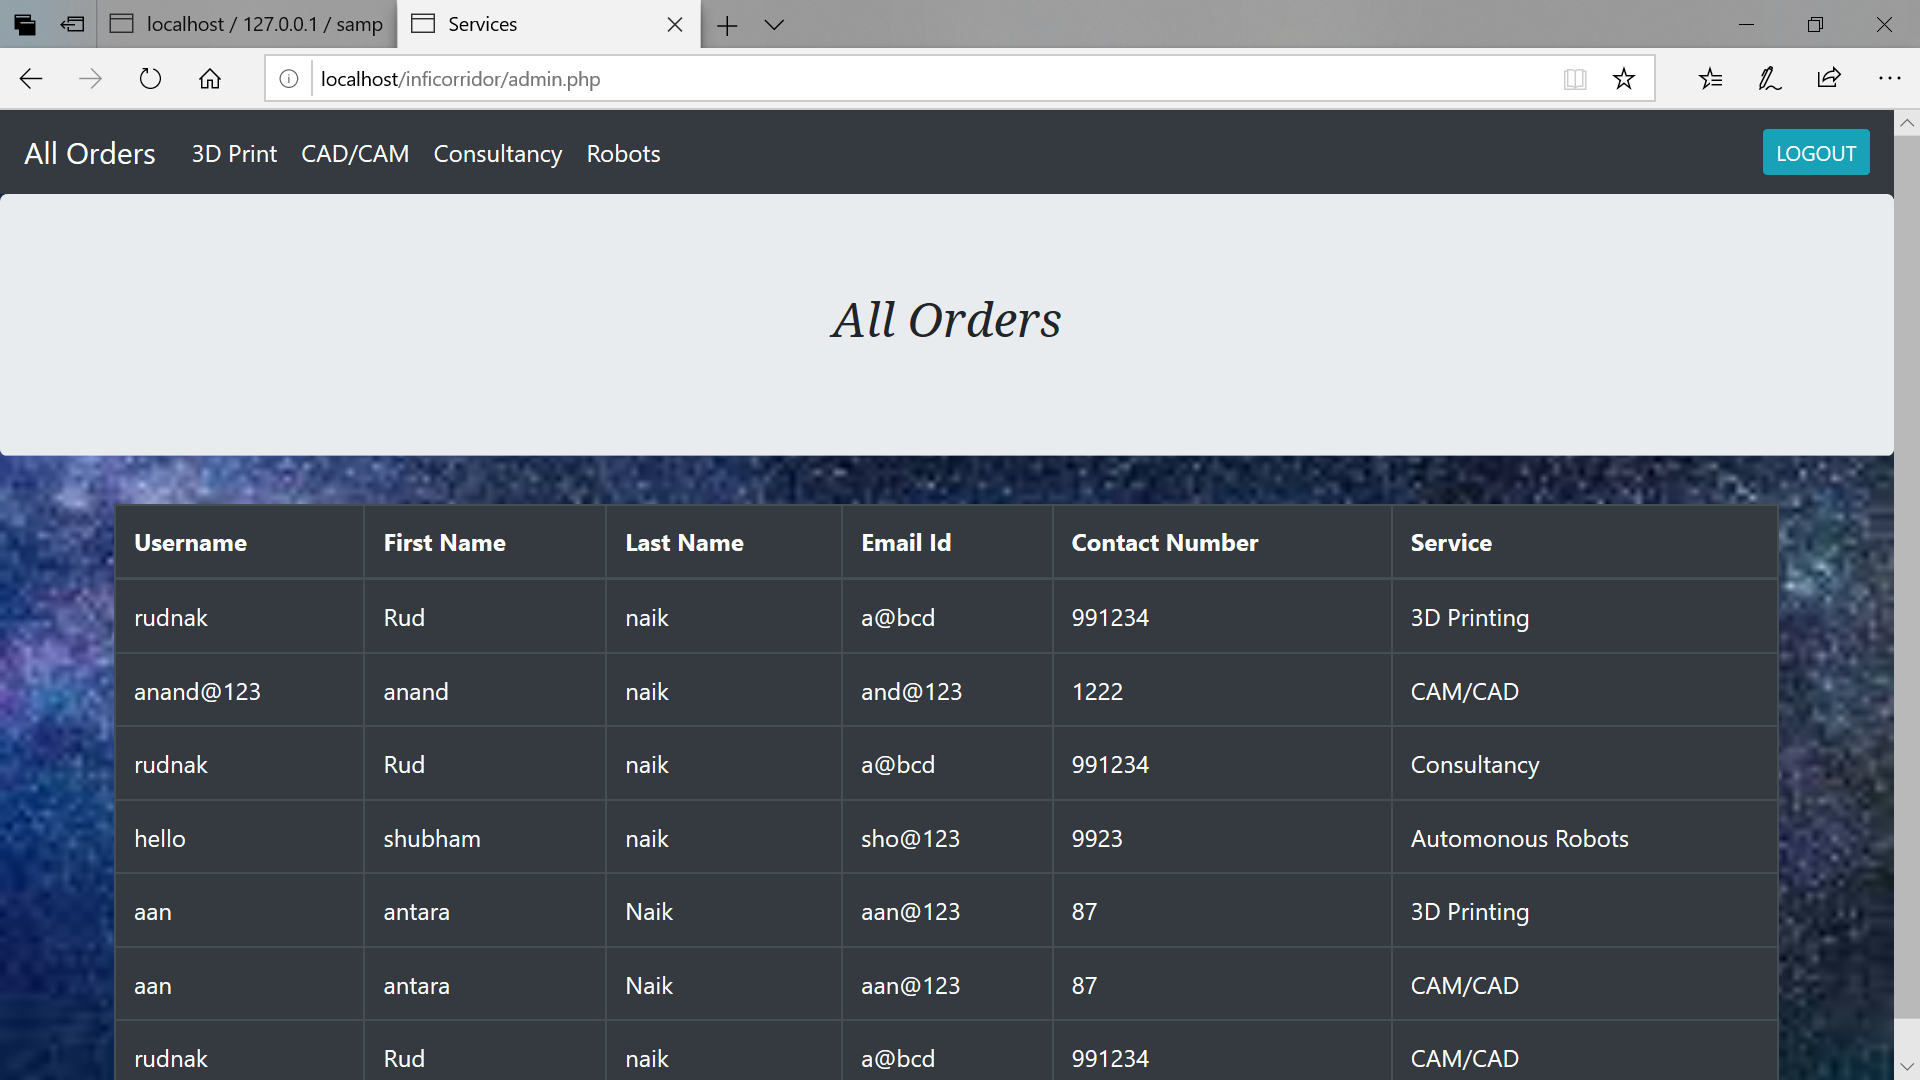 localhost / 127.0.0.1 / samp
Services
localhost/inficorridor/admin.php
All Orders 3D Print CAD/CAM Consultancy Robots LOGOUT
All Orders
Username First Name Last Name Email Id Contact Number Service
rudnak Rud naik a@bcd 991234 3D Printing
anand@123 anand naik and@123 1222 CAM/CAD
rudnak Rud naik a@bcd 991234 Consultancy
hello shubham naik sho@123 9923 Automonous Robots
aan antara Naik aan@123 87 3D Printing
aan antara Naik aan@123 87 CAM/CAD
rudnak Rud naik a@bcd 991234 CAM/CAD